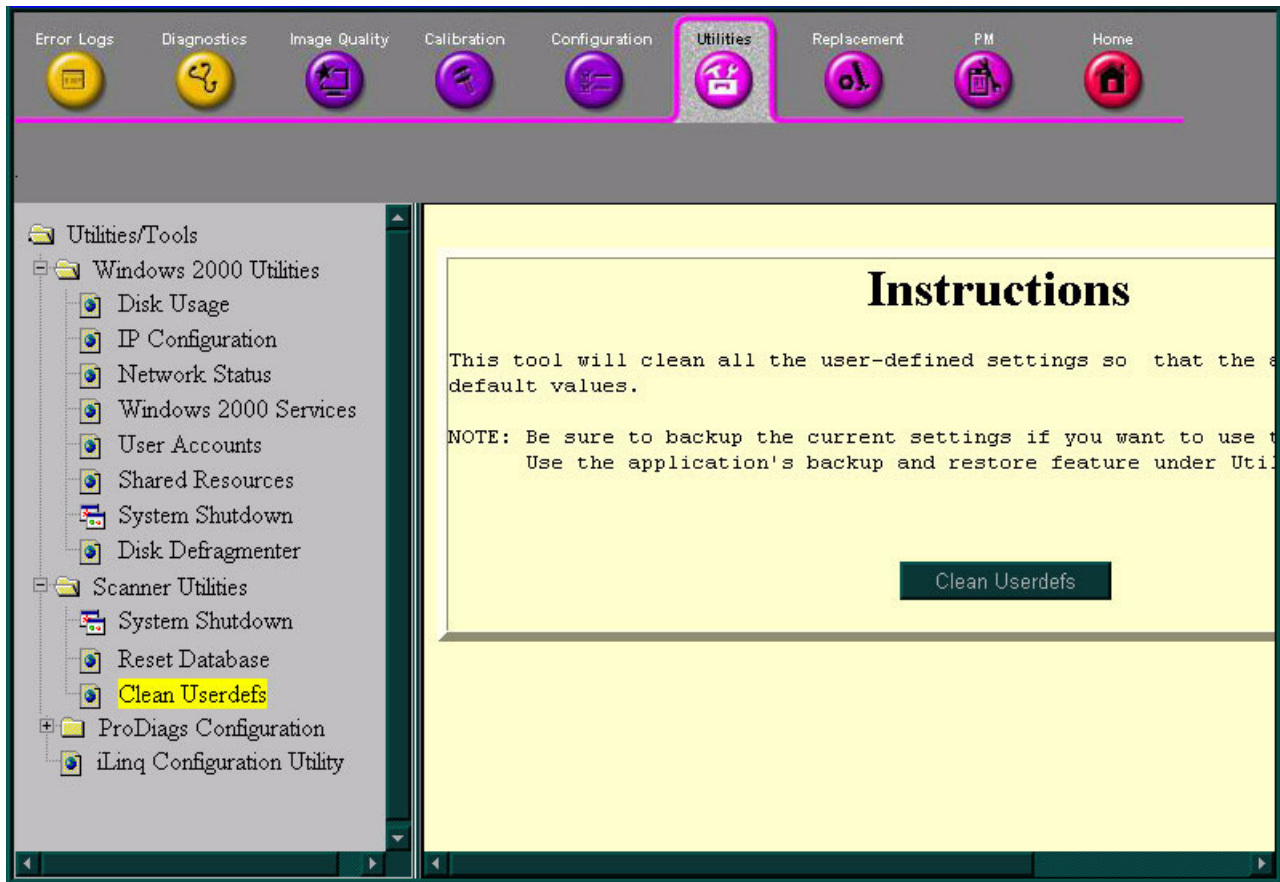 Error Logs
Diagnostics
Image Quality
Calibration
Configuration
Utilities
Replacement
PM
Home
Utilities/Tools
Windows 2000 Utilities
Disk Usage
IP Configuration
Network Status
Windows 2000 Services
User Accounts
Shared Resources
System Shutdown
Disk Defragmenter
Scanner Utilities
System Shutdown
Reset Database
Clean Userdefs
ProDiags Configuration
iLinq Configuration Utility
Instructions
This tool will clean all the user-defined settings so that the
default values.
NOTE: Be sure to backup the current settings if you want to use
Use the application's backup and restore feature under
Clean Userdefs